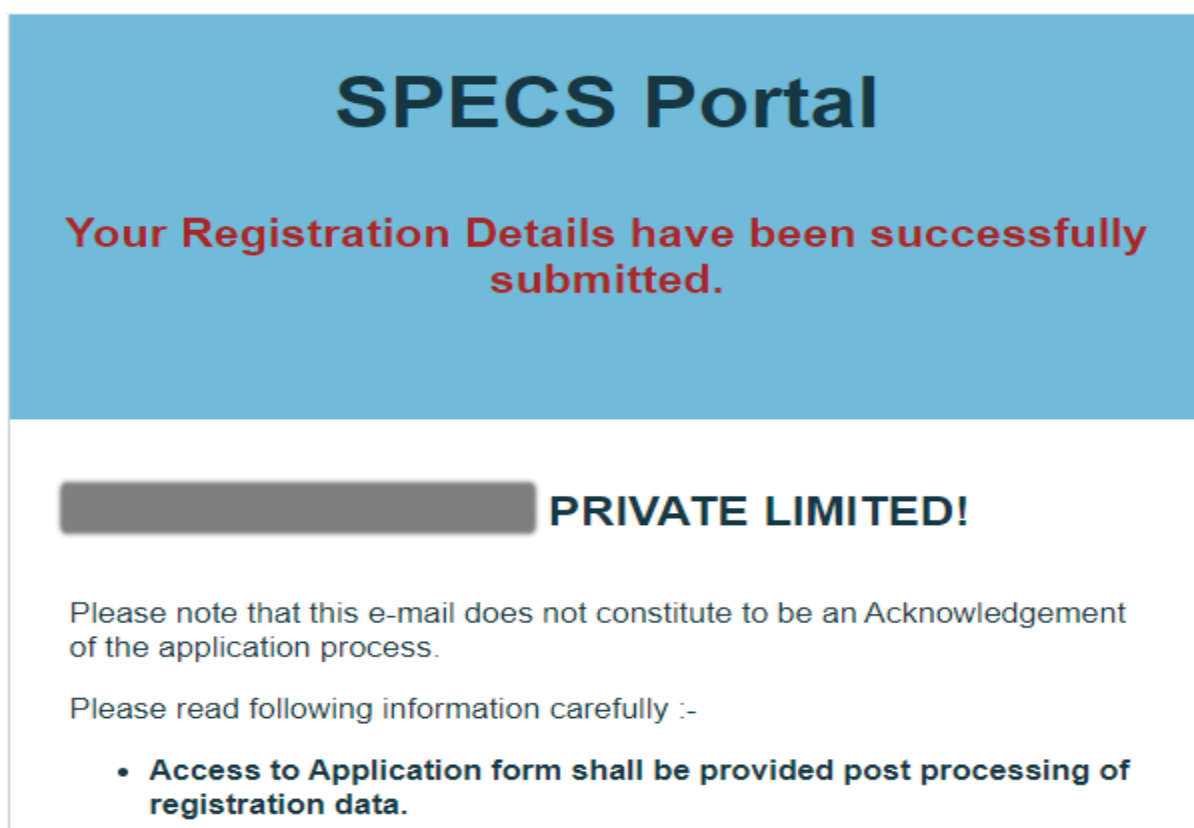 SPECS Portal
Your Registration Details have been successfully
submitted.
PRIVATE LIMITED!
Please note that this e-mail does not constitute to be an Acknowledgement
of the application process.
Please read following information carefully :-
• Access to Application form shall be provided post processing of
registration data.